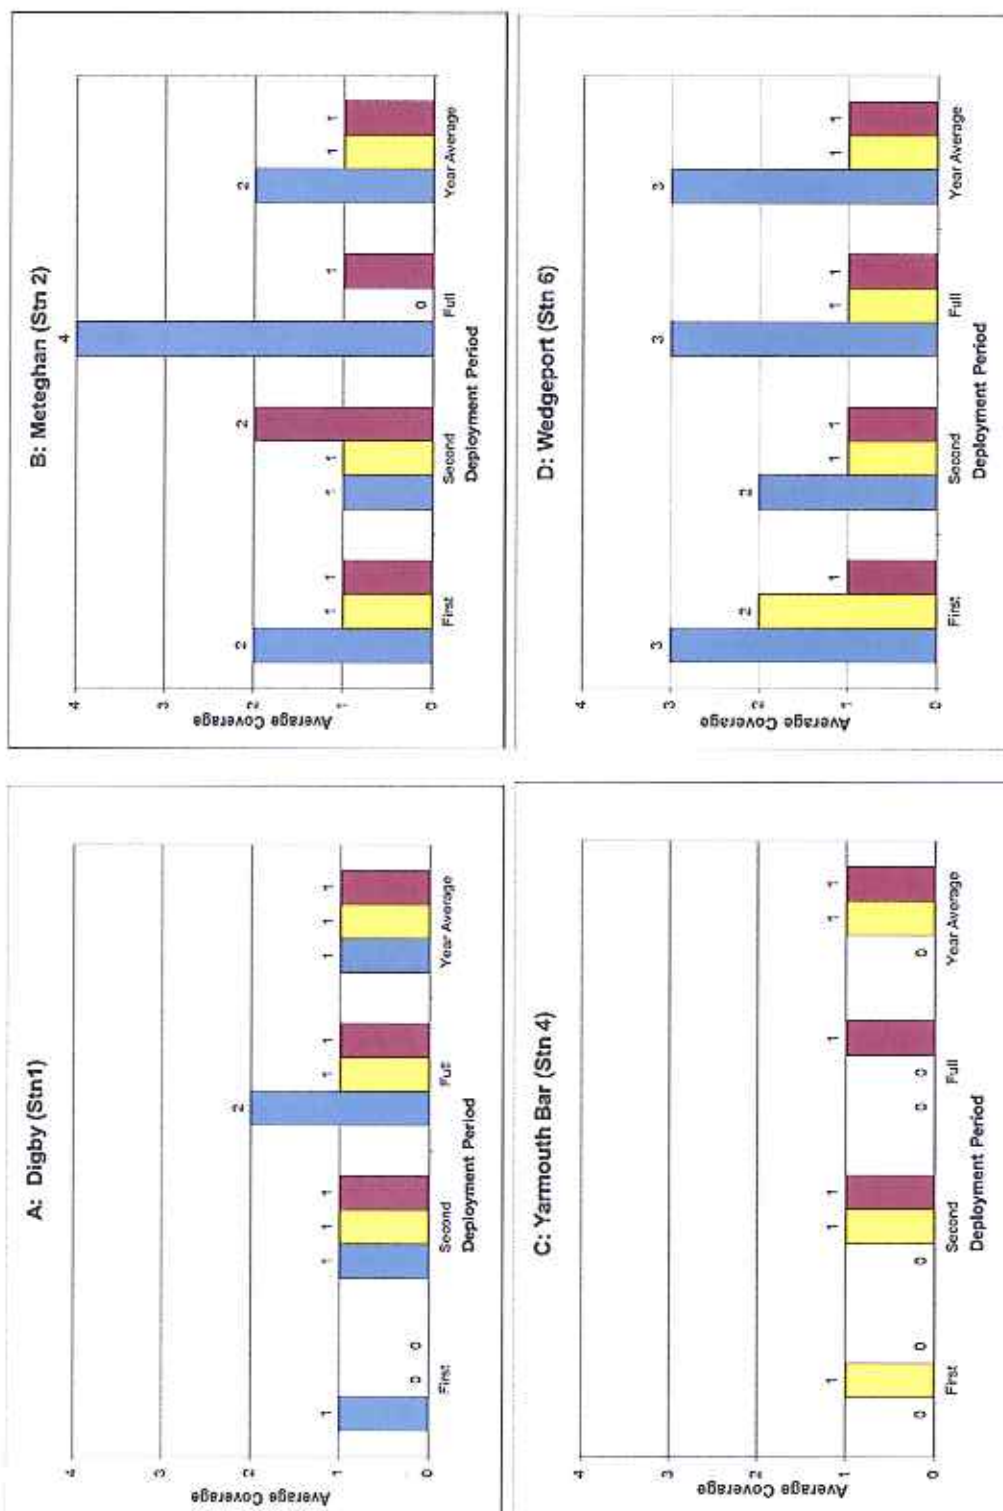 A: Digby (Stn1)
Average Coverage
4
3
2
1
0
1
0
0
1
1
1
2
1
1
1
1
1
First
Second
Full
Year Average
Deployment Period
B: Meteghan (Stn 2)
Average Coverage
4
3
2
1
0
2
1
1
1
1
2
4
0
1
2
1
1
First
Second
Full
Year Average
Deployment Period
C: Yarmouth Bar (Stn 4)
Average Coverage
4
3
2
1
0
0
1
0
0
1
1
0
0
1
0
1
1
First
Second
Full
Year Average
Deployment Period
D: Wedgeport (Stn 6)
Average Coverage
4
3
2
1
0
3
2
1
2
1
1
3
1
1
3
1
1
First
Second
Full
Year Average
Deployment Period